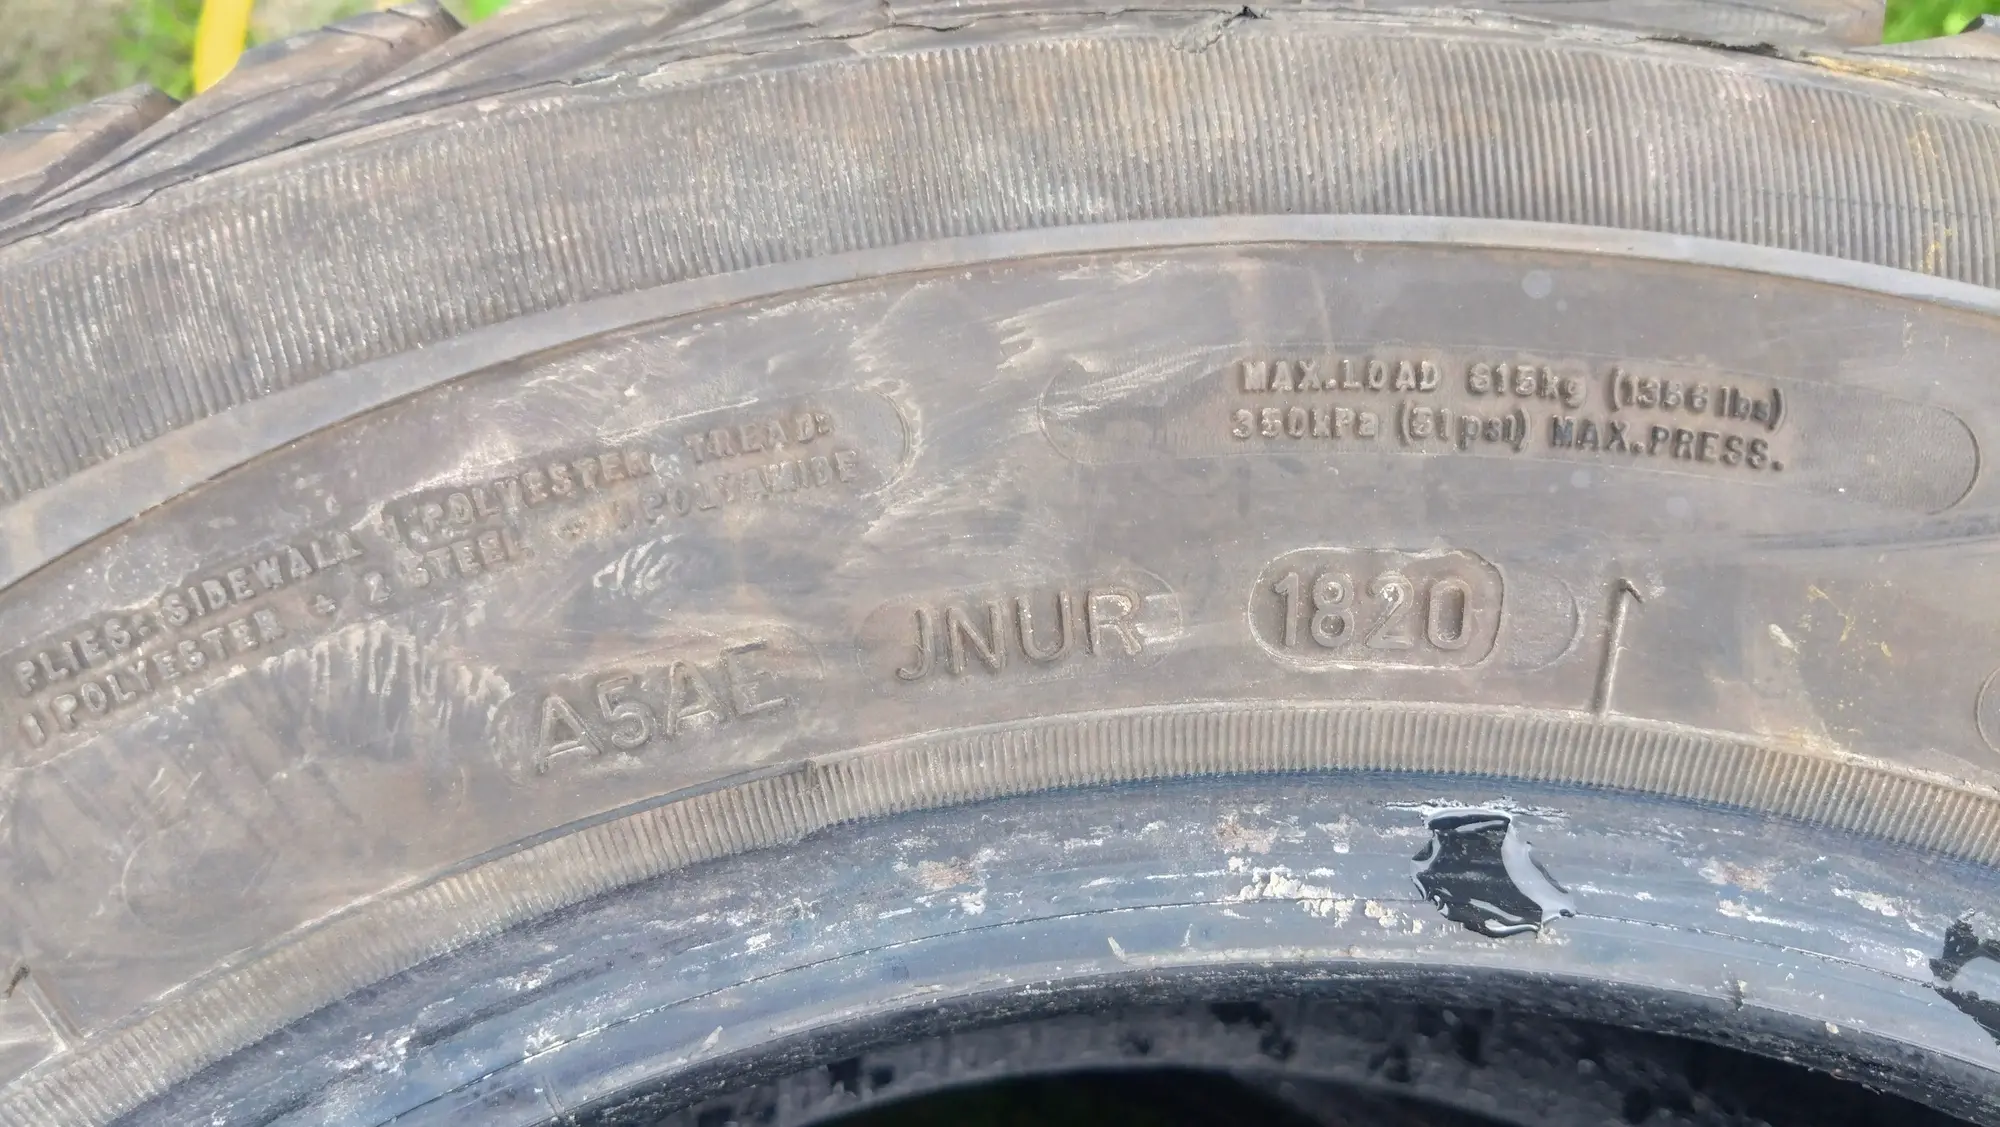 PLIES: SIDEWALL 1 POLYESTER TREAD:
1 POLYESTER + 2 STEEL + 1 POLYAMIDE
MAX.LOAD 615kg (1356 lbs)
350kPa (51psi) MAX.PRESS.
A5AE JNUR 1820